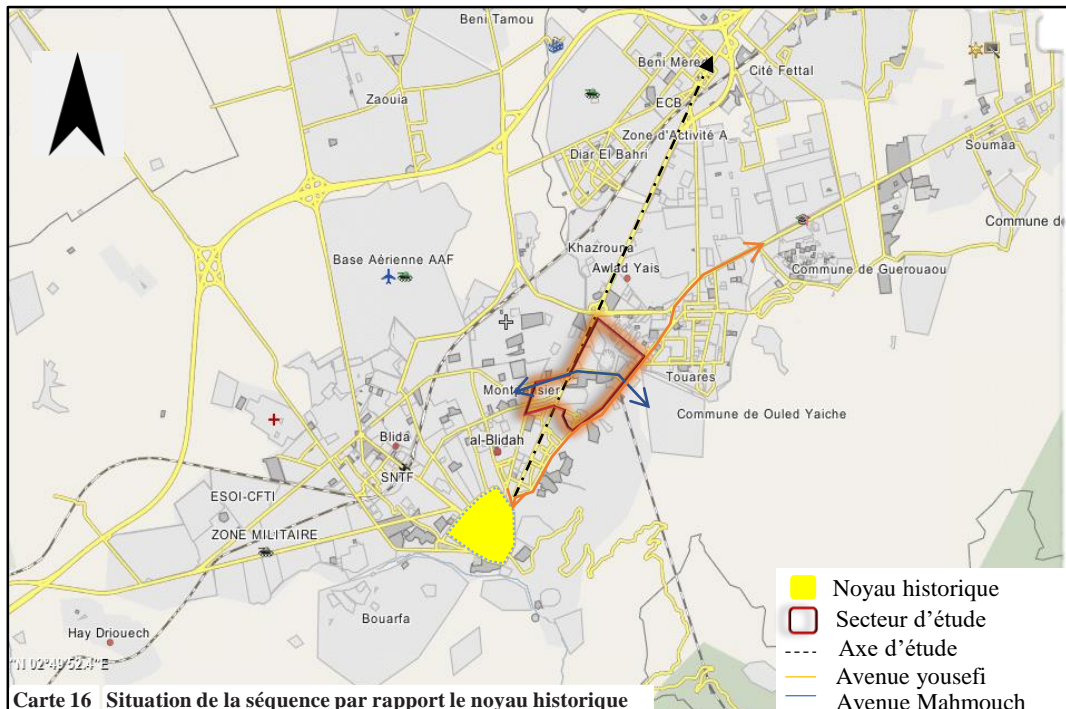 Beni Tamou
Beni Mered
Cité Fettal
Zaouia
ECB
Zone d'Activité A
Soumaa
Diar El Bahri
Commune de
Khazrouna
Base Aérienne AAF
Awlad Yais
Commune de Guerouaou
Montpensier
Touares
Commune de Ouled Yaiche
Blida
al-Blidah
SNTF
ESOI-CFTI
ZONE MILITAIRE
Bouarfa
Hay Driouech
"N 02°49'52.4"E
Noyau historique
Secteur d'étude
Axe d'étude
Avenue yousefi
Avenue Mahmouch
Carte 16 Situation de la séquence par rapport le noyau historique